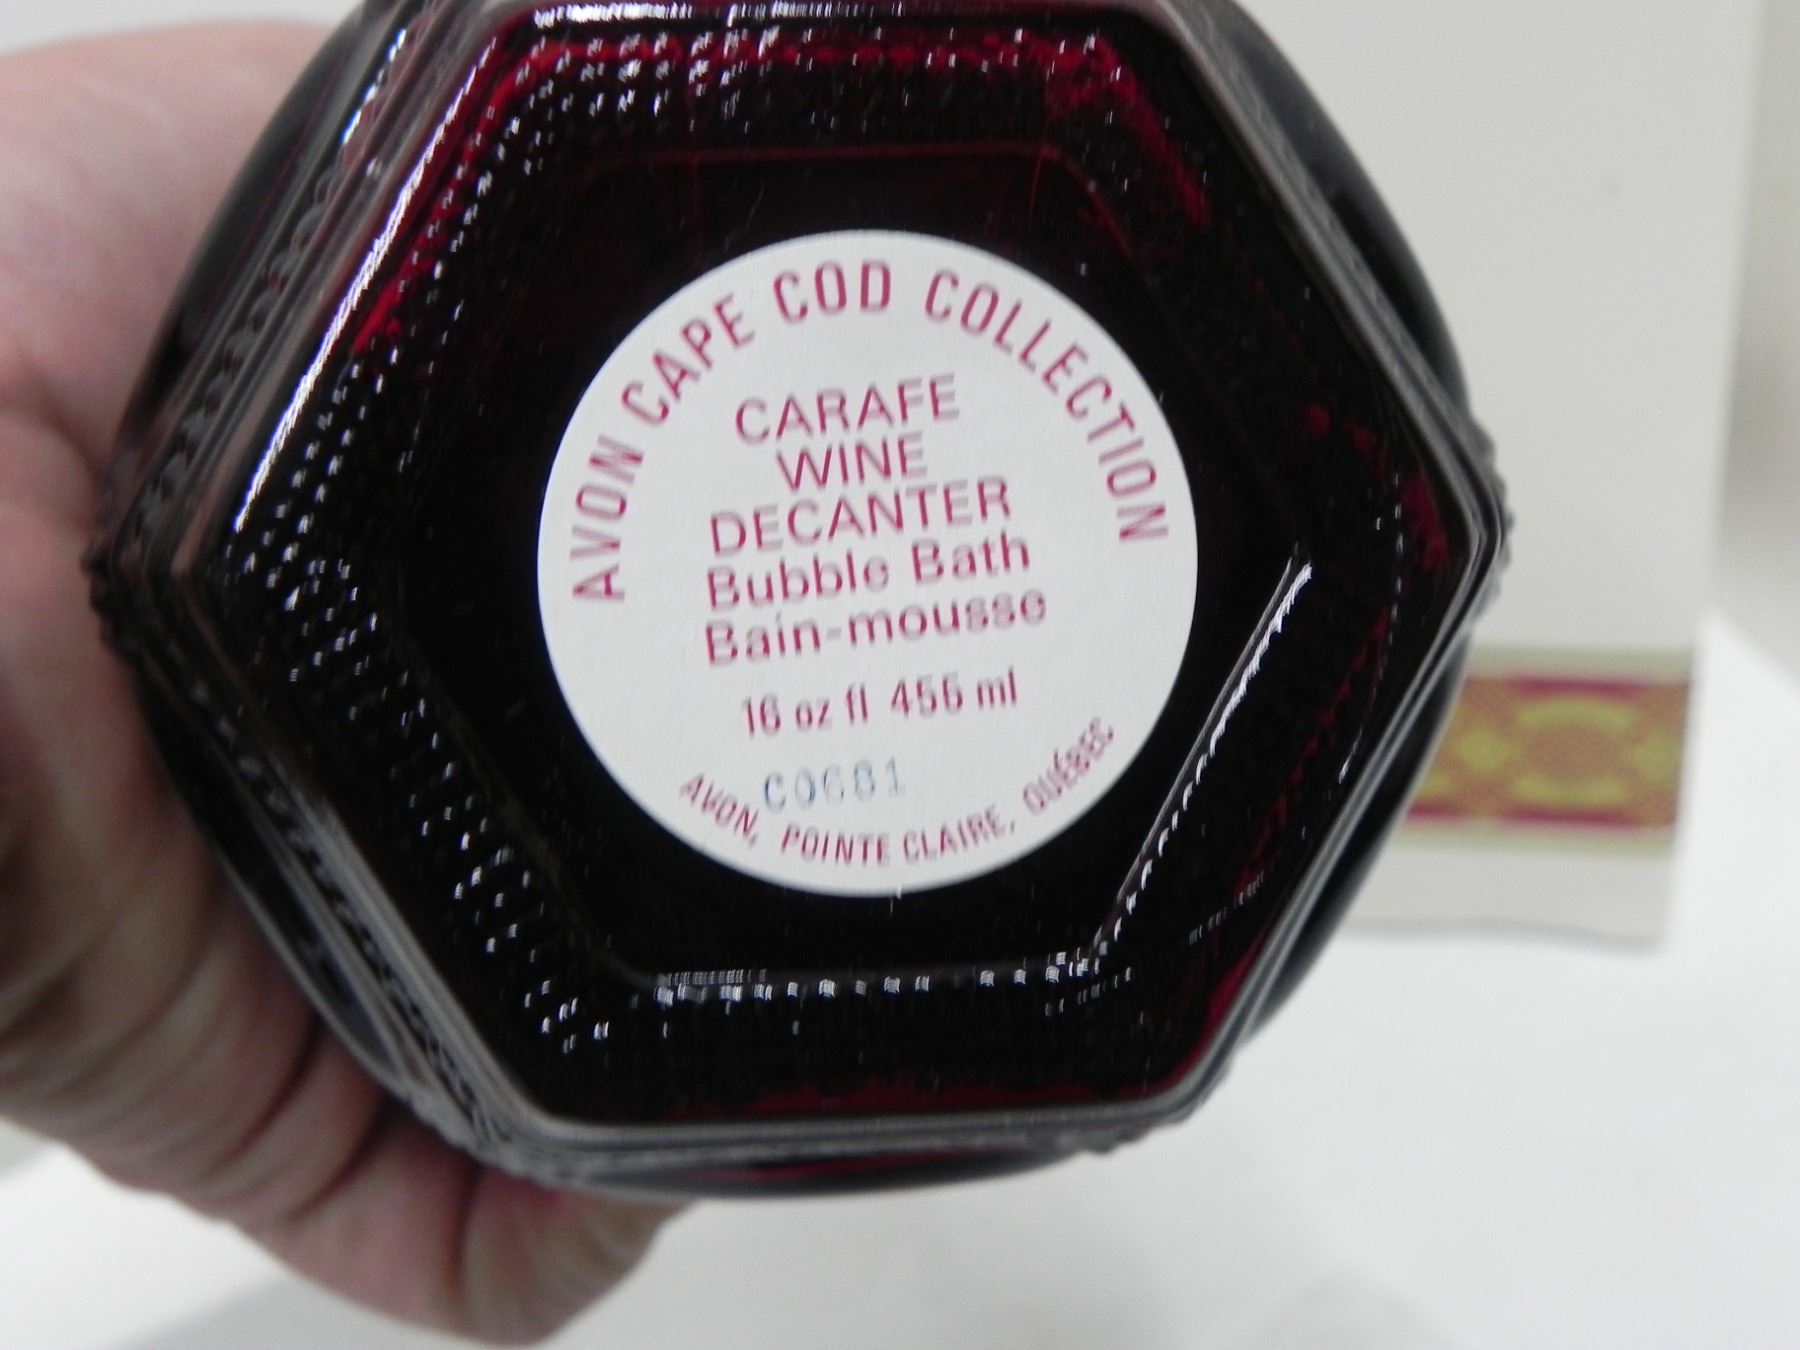 AVON CAPE COD COLLECTION
CARAFE
WINE
DECANTER
Bubble Bath
Bain-mousse
16 oz fl 455 ml
C0681
AVON, POINTE CLAIRE, QUÉBEC